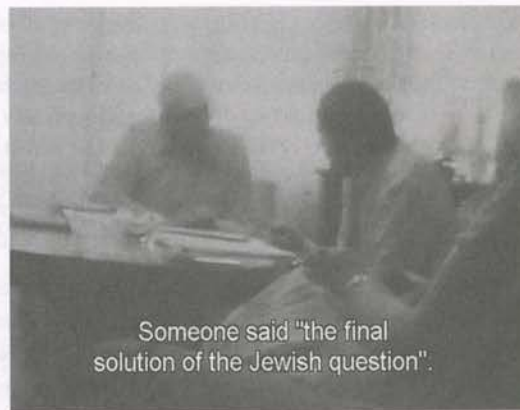 Someone said "the final
solution of the Jewish question".